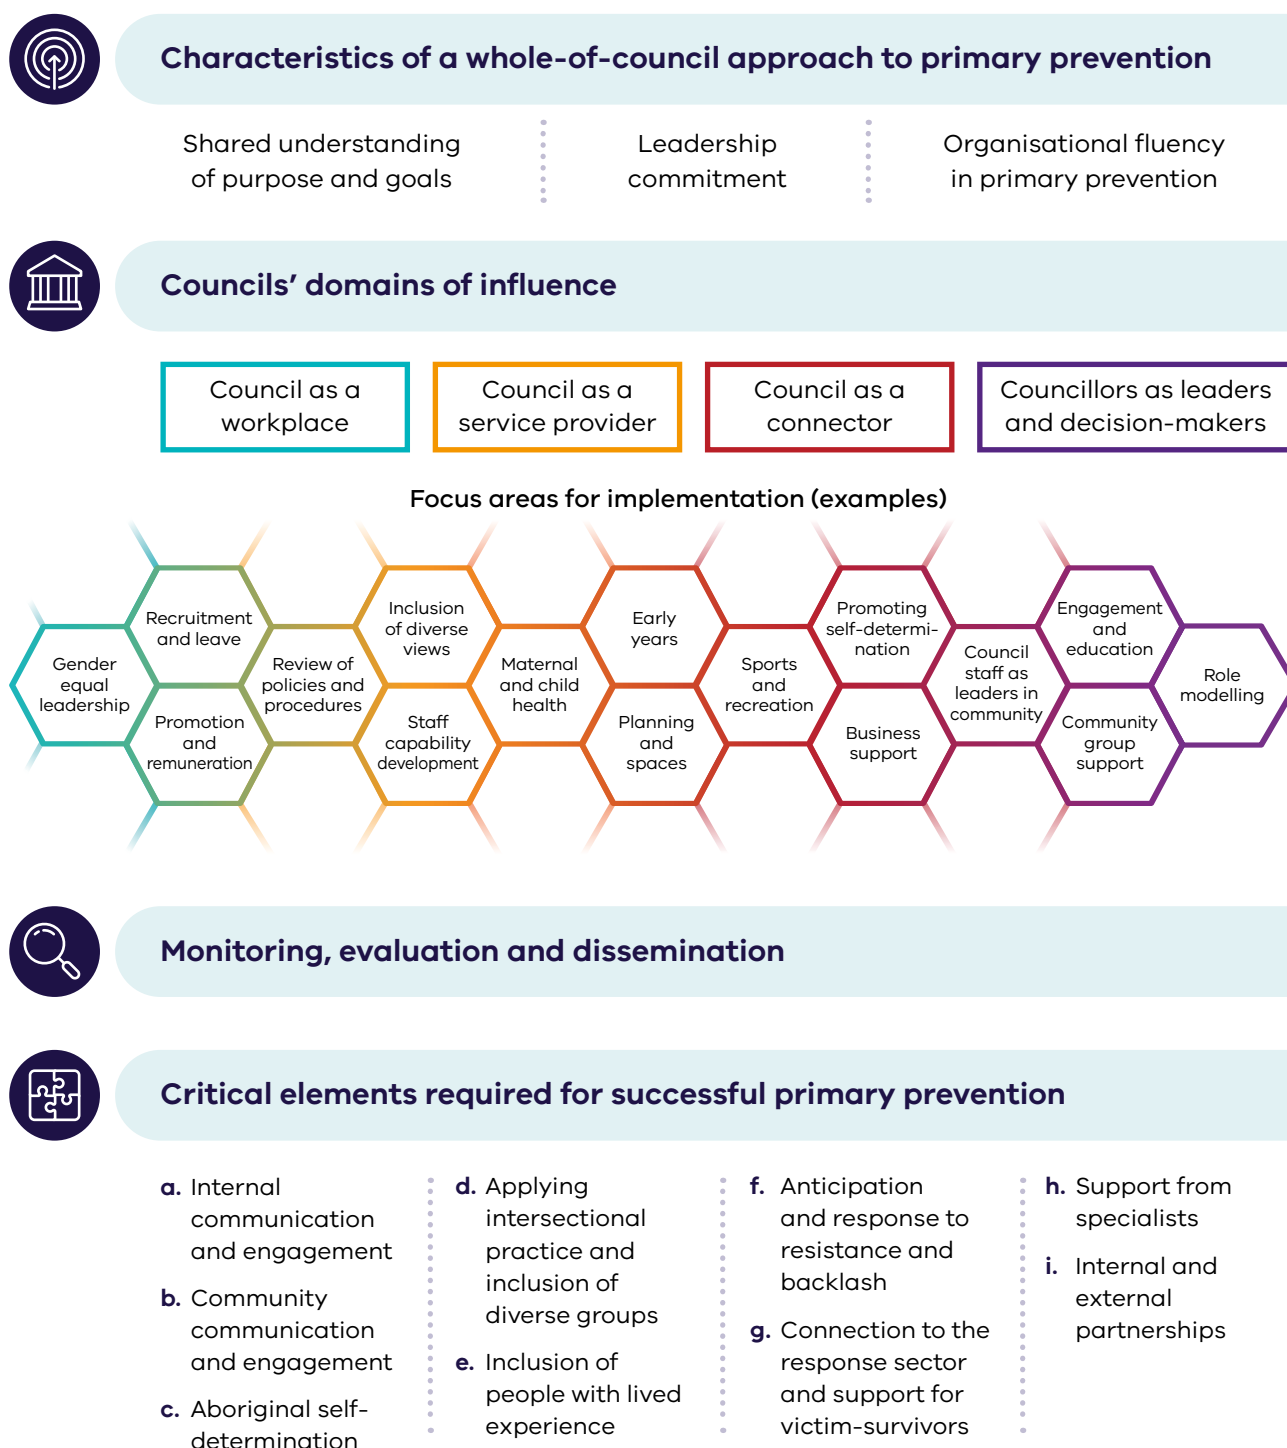 Characteristics of a whole-of-council approach to primary prevention
Shared understanding
of purpose and goals
Leadership
commitment
Organisational fluency
in primary prevention
Councils’ domains of influence
Council as a
workplace
Council as a
service provider
Council as a
connector
Councillors as leaders
and decision-makers
Focus areas for implementation (examples)
Gender
equal
leadership
Recruitment
and leave
Promotion
and
remuneration
Review of
policies and
procedures
Inclusion
of diverse
views
Staff
capability
development
Maternal
and child
health
Early
years
Planning
and
spaces
Sports
and
recreation
Promoting
self-determi-
nation
Business
support
Council
staff as
leaders in
community
Engagement
and
education
Community
group
support
Role
modelling
Monitoring, evaluation and dissemination
Critical elements required for successful primary prevention
a. Internal
communication
and engagement
b. Community
communication
and engagement
c. Aboriginal self-
determination
d. Applying
intersectional
practice and
inclusion of
diverse groups
e. Inclusion of
people with lived
experience
f. Anticipation
and response to
resistance and
backlash
g. Connection to the
response sector
and support for
victim-survivors
h. Support from
specialists
i. Internal and
external
partnerships